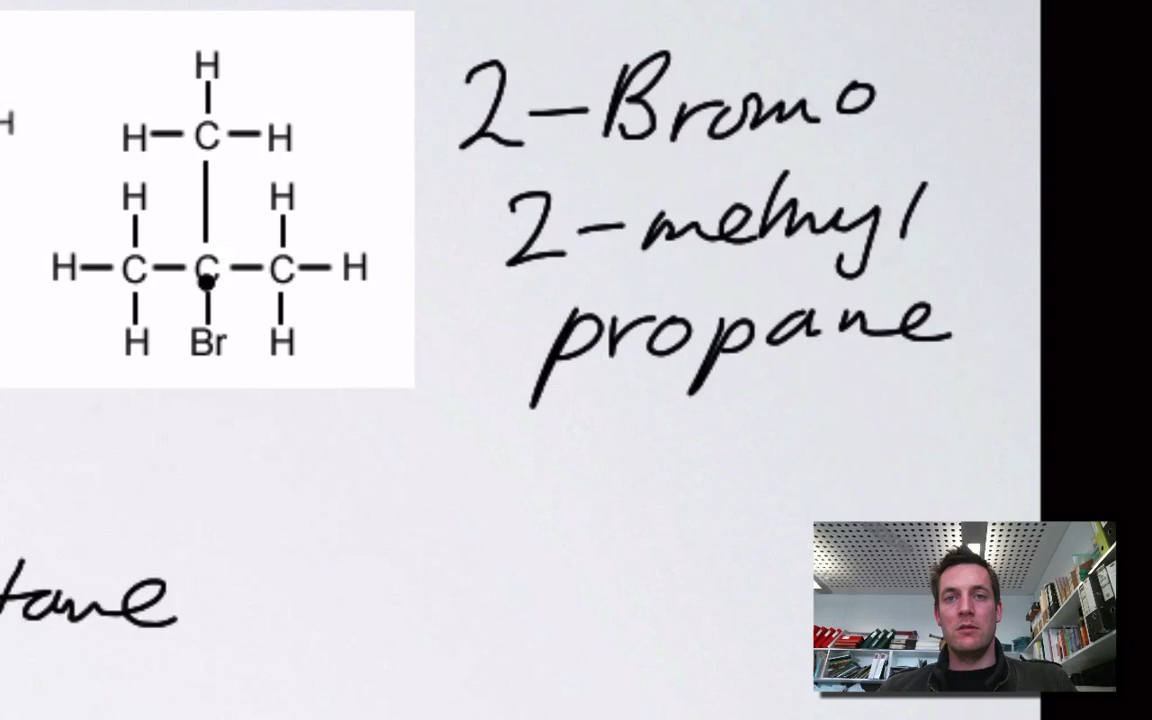 H
H H–C–H
H H
H–C–C–C–H
H Br H
2-Bromo
2-methyl
propane
tane